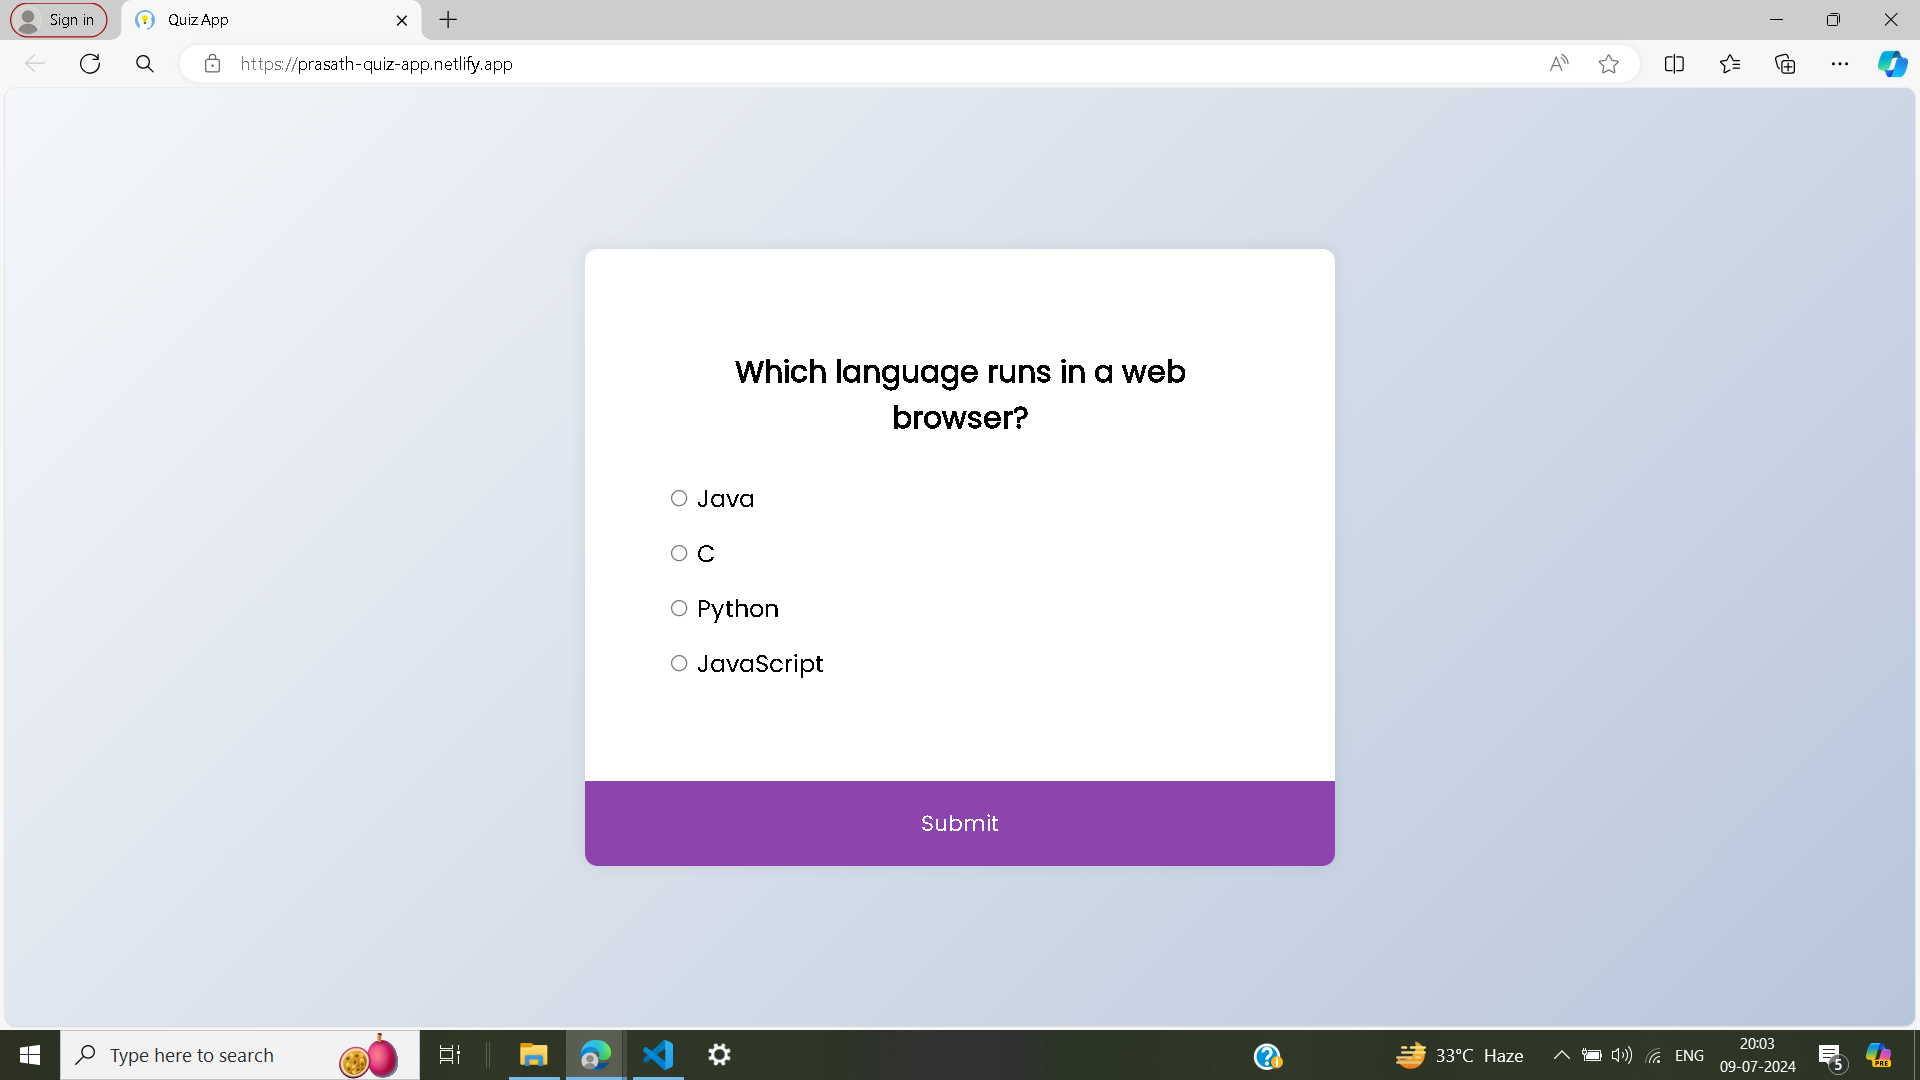 Sign in
Quiz App
https://prasath-quiz-app.netlify.app
Which language runs in a web
browser?
Java
C
Python
JavaScript
Submit
Type here to search
33°C Haze
ENG
20:03
09-07-2024
5
PRE